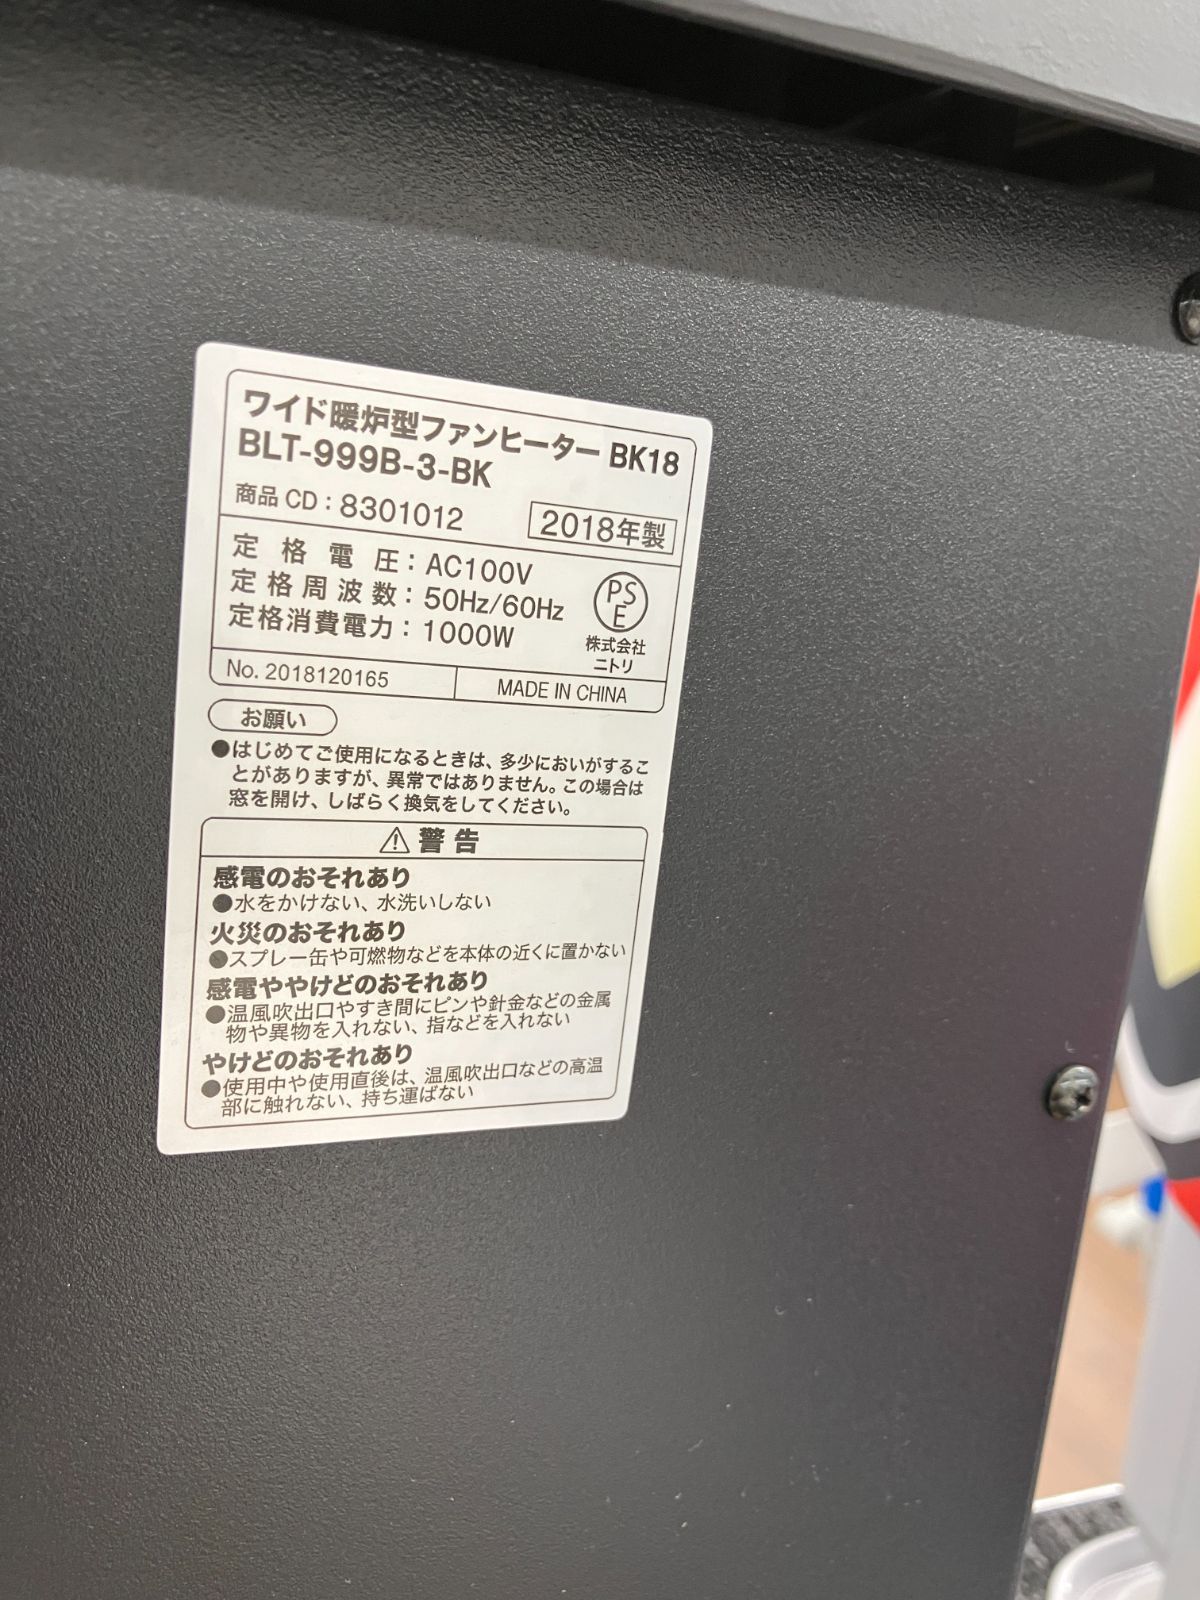 ワイド暖炉型ファンヒーター BK18
BLT-999B-3-BK
商品CD：8301012
2018年製
定格電圧：AC100V
定格周波数：50Hz/60Hz
定格消費電力：1000W
PS
E
株式会社
ニトリ
No. 2018120165
MADE IN CHINA
お願い
●はじめてご使用になるときは、多少においがするこ
とがありますが、異常ではありません。この場合は
窓を開け、しばらく換気をしてください。
⚠警告
感電のおそれあり
●水をかけない、水洗いしない
火災のおそれあり
●スプレー缶や可燃物などを本体の近くに置かない
感電ややけどのおそれあり
●温風吹出口やすき間にピンや針金などの金属
物や異物を入れない、指などを入れない
やけどのおそれあり
●使用中や使用直後は、温風吹出口などの高温
部に触れない、持ち運ばない